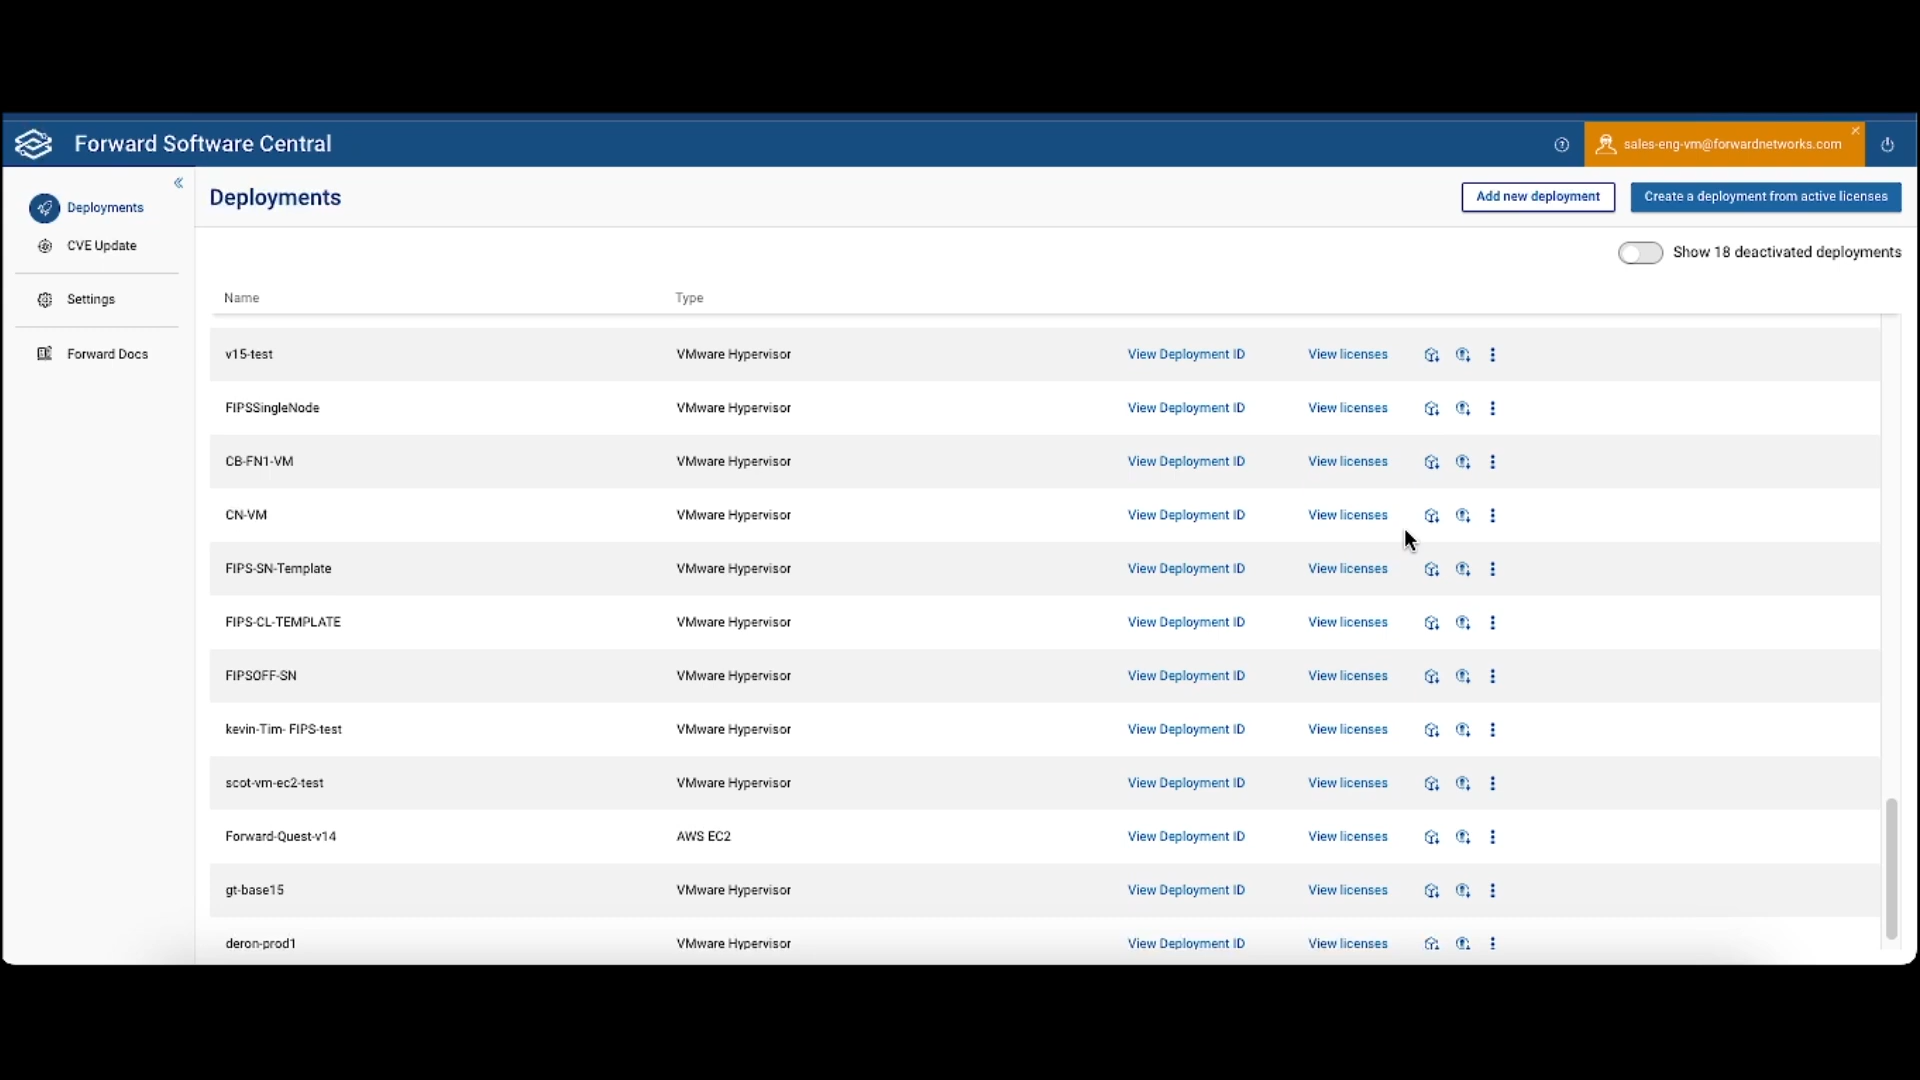 Forward Software Central
sales-eng-vm@forwardnetworks.com
Deployments
CVE Update
Settings
Forward Docs
Deployments
Add new deployment
Create a deployment from active licenses
Show 18 deactivated deployments
Name Type
v15-test VMware Hypervisor View Deployment ID View licenses
FIPSSingleNode VMware Hypervisor View Deployment ID View licenses
CB-FN1-VM VMware Hypervisor View Deployment ID View licenses
CN-VM VMware Hypervisor View Deployment ID View licenses
FIPS-SN-Template VMware Hypervisor View Deployment ID View licenses
FIPS-CL-TEMPLATE VMware Hypervisor View Deployment ID View licenses
FIPSOFF-SN VMware Hypervisor View Deployment ID View licenses
kevin-Tim- FIPS-test VMware Hypervisor View Deployment ID View licenses
scot-vm-ec2-test VMware Hypervisor View Deployment ID View licenses
Forward-Quest-v14 AWS EC2 View Deployment ID View licenses
gt-base15 VMware Hypervisor View Deployment ID View licenses
deron-prod1 VMware Hypervisor View Deployment ID View licenses